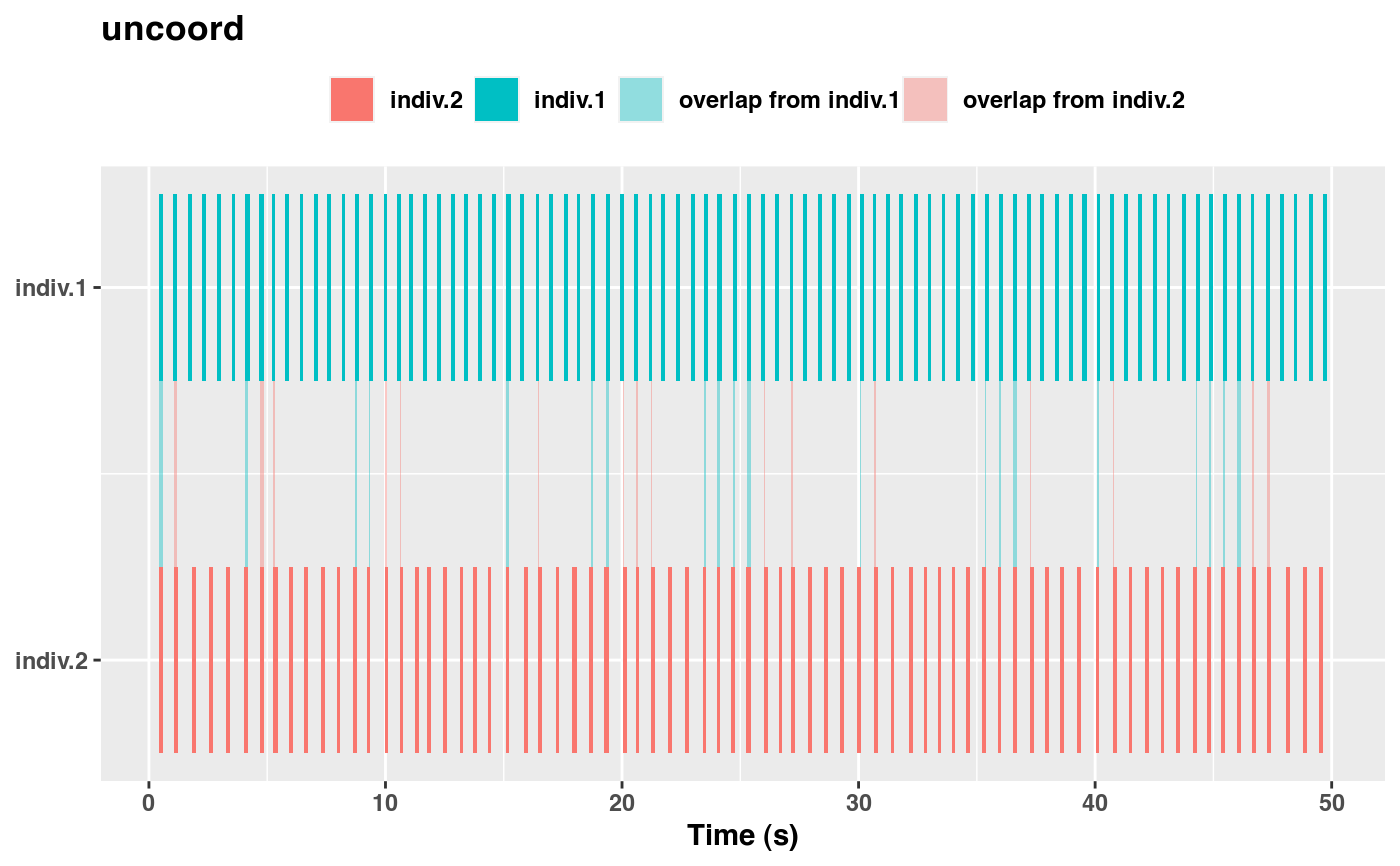 uncoord
indiv.2 indiv.1 overlap from indiv.1 overlap from indiv.2
indiv.1
indiv.2
0 10 20 30 40 50
Time (s)